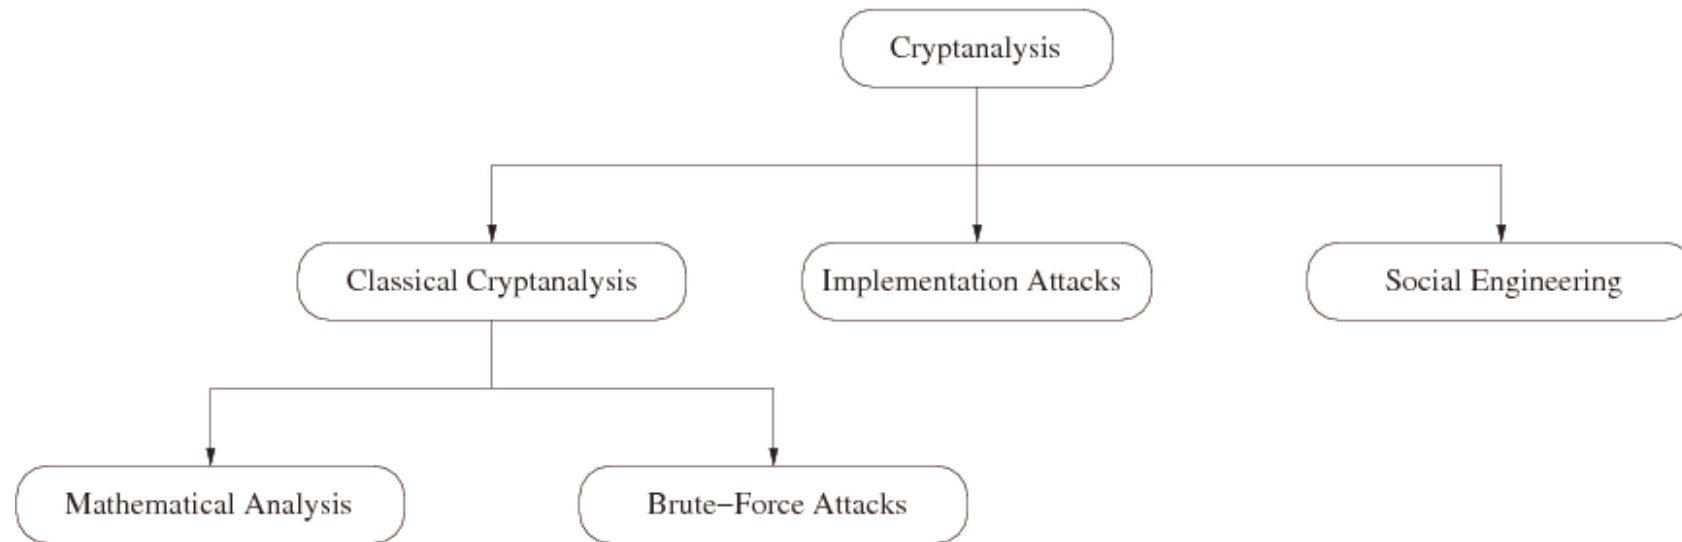 Cryptanalysis
Classical Cryptanalysis
Implementation Attacks
Social Engineering
Mathematical Analysis
Brute−Force Attacks